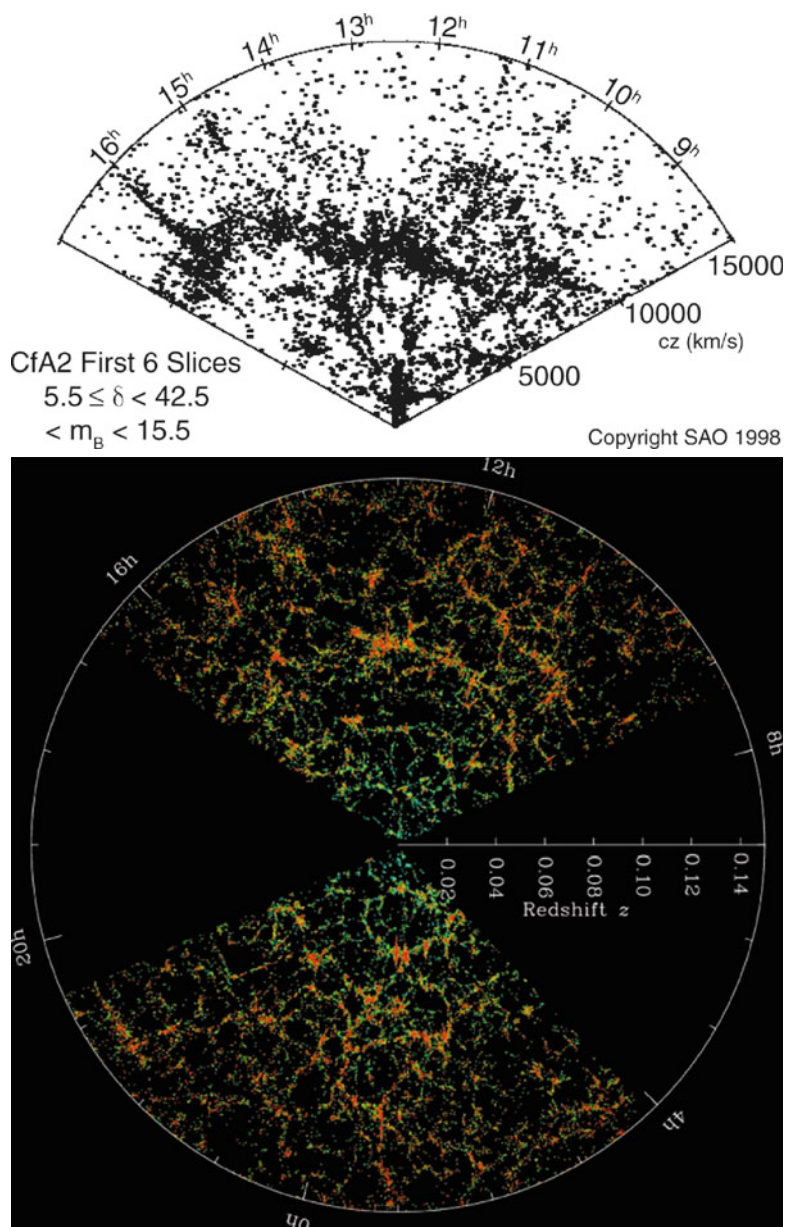 16ʰ 15ʰ 14ʰ 13ʰ 12ʰ 11ʰ 10ʰ 9ʰ
15000
10000
cz (km/s)
5000
CfA2 First 6 Slices
5.5 ≤ δ < 42.5
< m_B < 15.5
Copyright SAO 1998
12h
16h
8h
0.02 0.04 0.06 0.08 0.10 0.12 0.14
Redshift z
20h
4h
0h